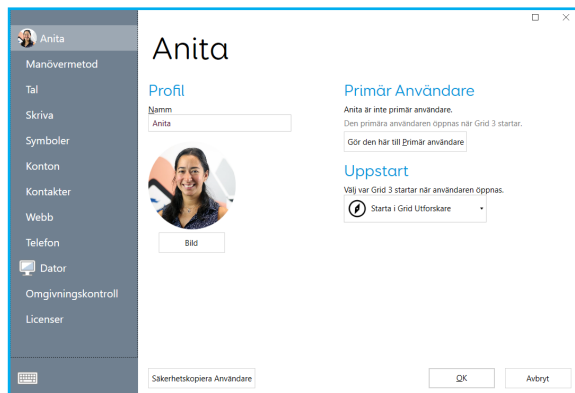 Anita
Manövermetod
Tal
Skriva
Symboler
Konton
Kontakter
Webb
Telefon
Dator
Omgivningskontroll
Licenser
Anita
Profil
Namm
Anita
Bild
Primär Användare
Anita är inte primär användare.
Den primära användaren öppnas när Grid 3 startar.
Gör den här till Primär användare
Uppstart
Välj var Grid 3 startar när användaren öppnas.
Starta i Grid Utforskare
Säkerhetskopiera Användare
OK
Avbryt